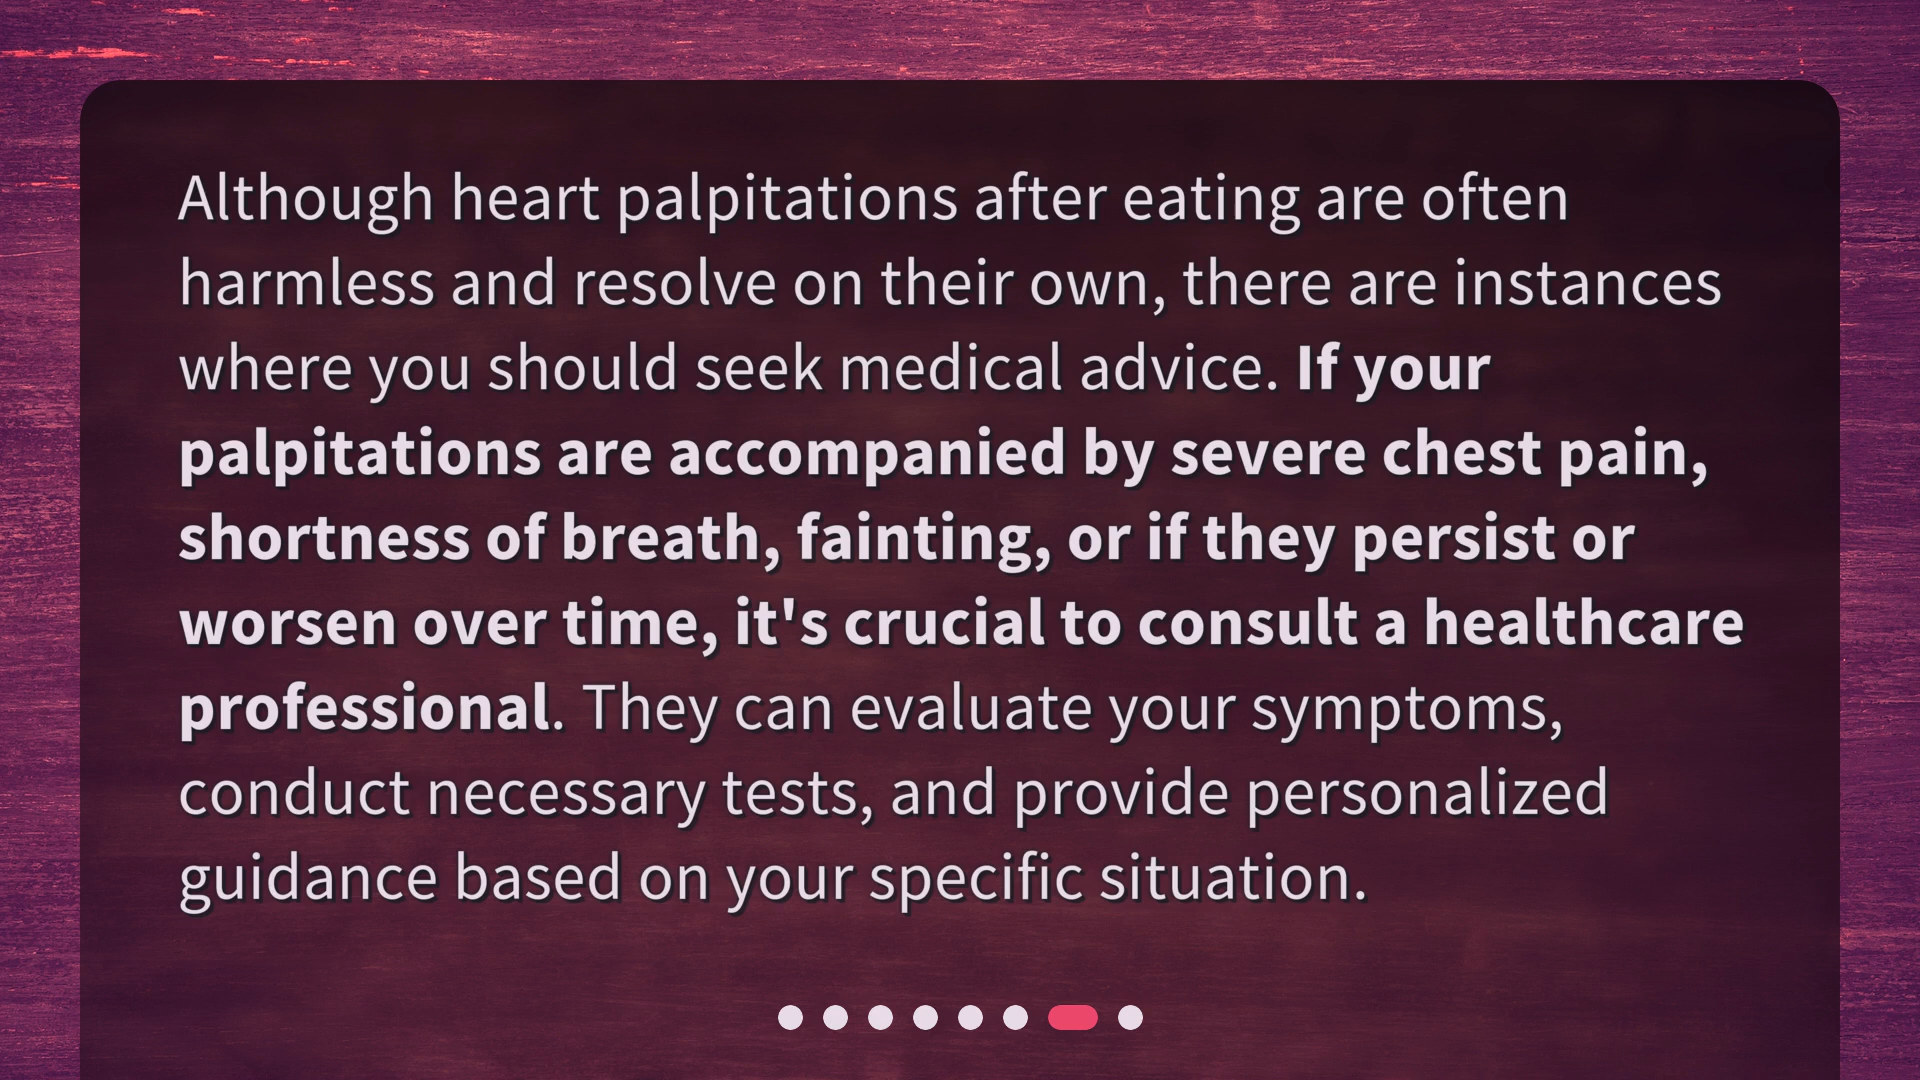 Although heart palpitations after eating are often
harmless and resolve on their own, there are instances
where you should seek medical advice. If your
palpitations are accompanied by severe chest pain,
shortness of breath, fainting, or if they persist or
worsen over time, it's crucial to consult a healthcare
professional. They can evaluate your symptoms,
conduct necessary tests, and provide personalized
guidance based on your specific situation.